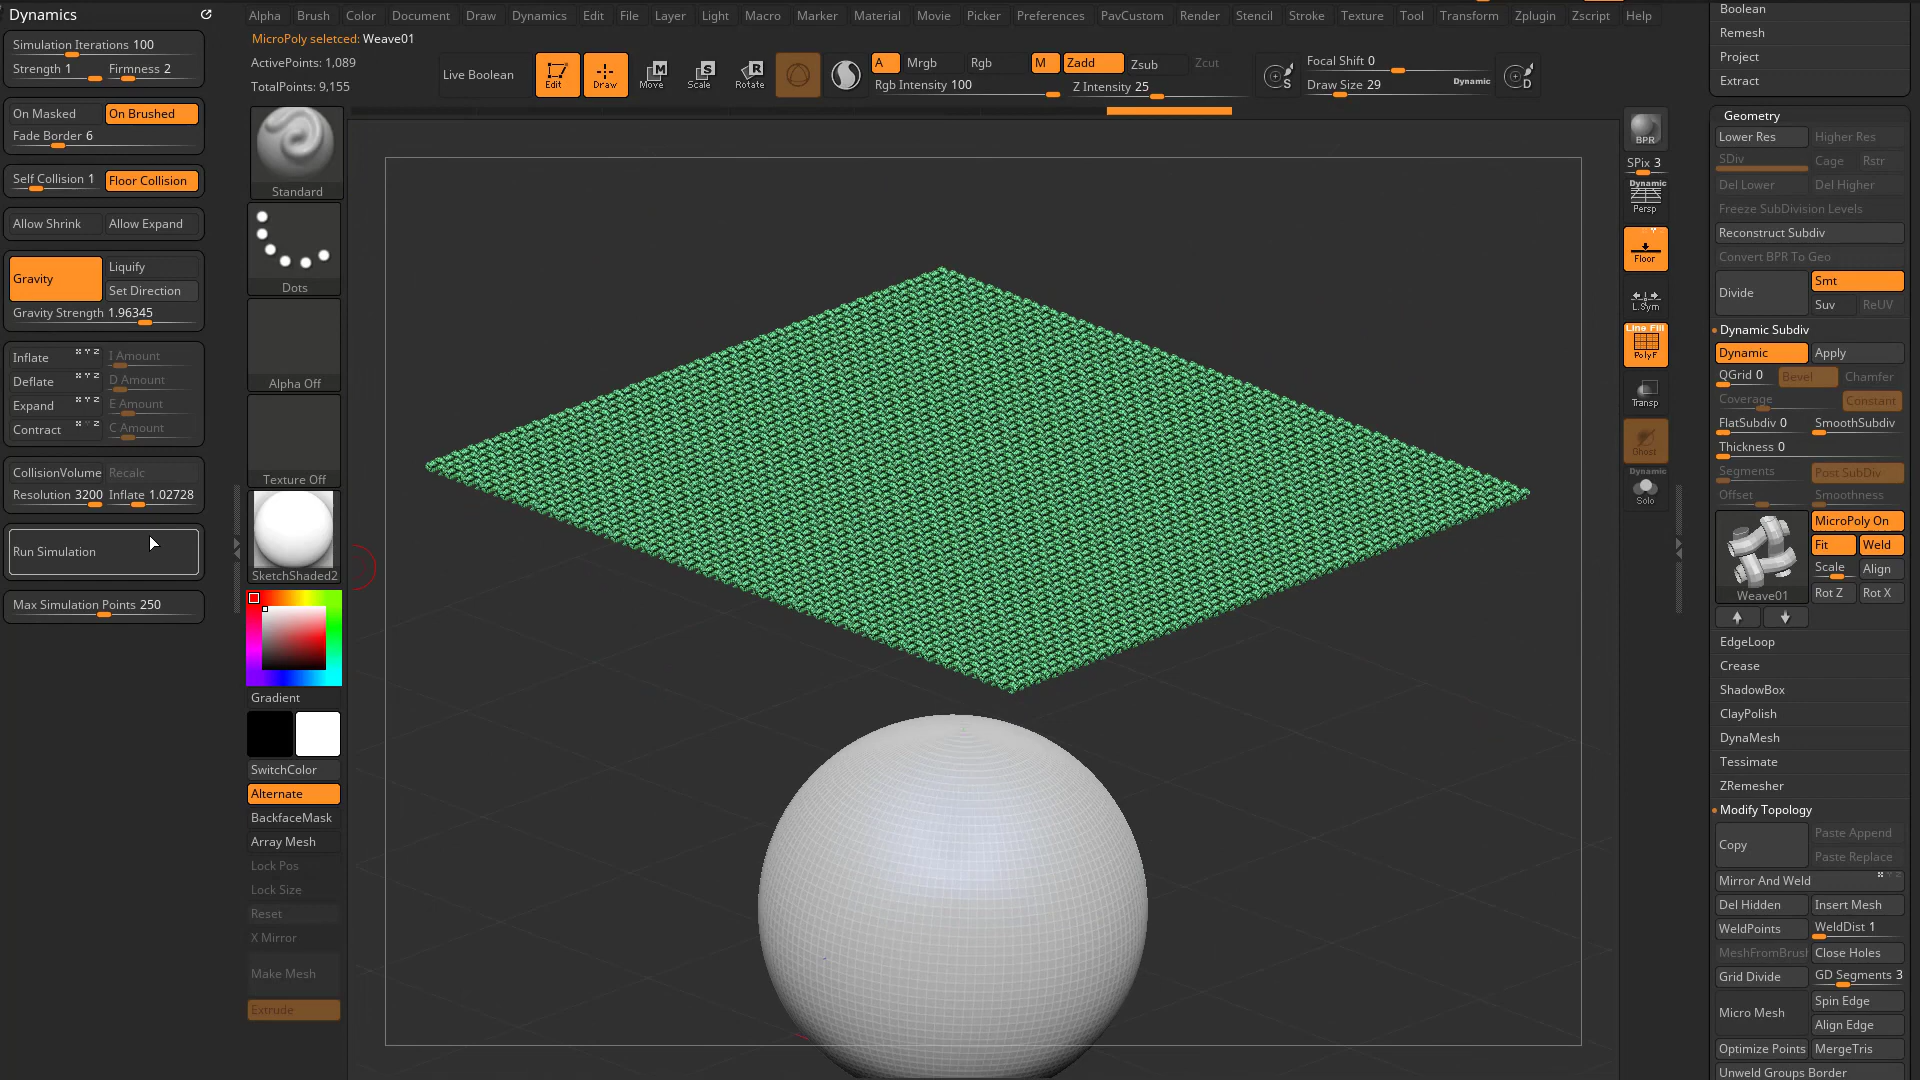 Dynamics
Simulation Iterations 100
Strength 1 Firmness 2
On Masked On Brushed
Fade Border 6
Self Collision 1 Floor Collision
Allow Shrink Allow Expand
Gravity Liquify
Set Direction
Gravity Strength 1.96345
Inflate X Y Z I Amount
Deflate X Y Z D Amount
Expand X Y Z E Amount
Contract X Y Z C Amount
CollisionVolume Recalc
Resolution 3200 Inflate 1.02728
Run Simulation
Max Simulation Points 250
Alpha Brush Color Document Draw Dynamics Edit File Layer Light Macro Marker Material Movie Picker Preferences PavCustom Render Stencil Stroke Texture Tool Transform Zplugin Zscript Help
MicroPoly seletced: Weave01
ActivePoints: 1,089
TotalPoints: 9,155
Live Boolean
Edit Draw Move Scale Rotate
M S R
A Mrgb Rgb M Zadd Zsub Zcut
Rgb Intensity 100 Z Intensity 25
S Focal Shift 0
Draw Size 29 Dynamic D
Standard
Dots
Alpha Off
Texture Off
SketchShaded2
Gradient
SwitchColor
Alternate
BackfaceMask
Array Mesh
Lock Pos
Lock Size
Reset
X Mirror
Make Mesh
Extrude
BPR
SPix 3
Dynamic
Persp
Floor
L.Sym
Line Fill
PolyF
Transp
Ghost
Dynamic
Solo
Boolean
Remesh
Project
Extract
Geometry
Lower Res Higher Res
SDiv Cage Rstr
Del Lower Del Higher
Freeze SubDivision Levels
Reconstruct Subdiv
Convert BPR To Geo
Divide Smt
Suv ReUV
Dynamic Subdiv
Dynamic Apply
QGrid 0 Bevel Chamfer
Coverage Constant
FlatSubdiv 0 SmoothSubdiv
Thickness 0
Segments Post SubDiv
Offset Smoothness
MicroPoly On
Fit Weld
Scale Align
Weave01 Rot Z Rot X
EdgeLoop
Crease
ShadowBox
ClayPolish
DynaMesh
Tessimate
ZRemesher
Modify Topology
Copy Paste Append
Paste Replace
Mirror And Weld X Y Z
Del Hidden Insert Mesh
WeldPoints WeldDist 1
MeshFromBrus Close Holes
Grid Divide GD Segments 3
Micro Mesh Spin Edge
Align Edge
Optimize Points MergeTris
Unweld Groups Border